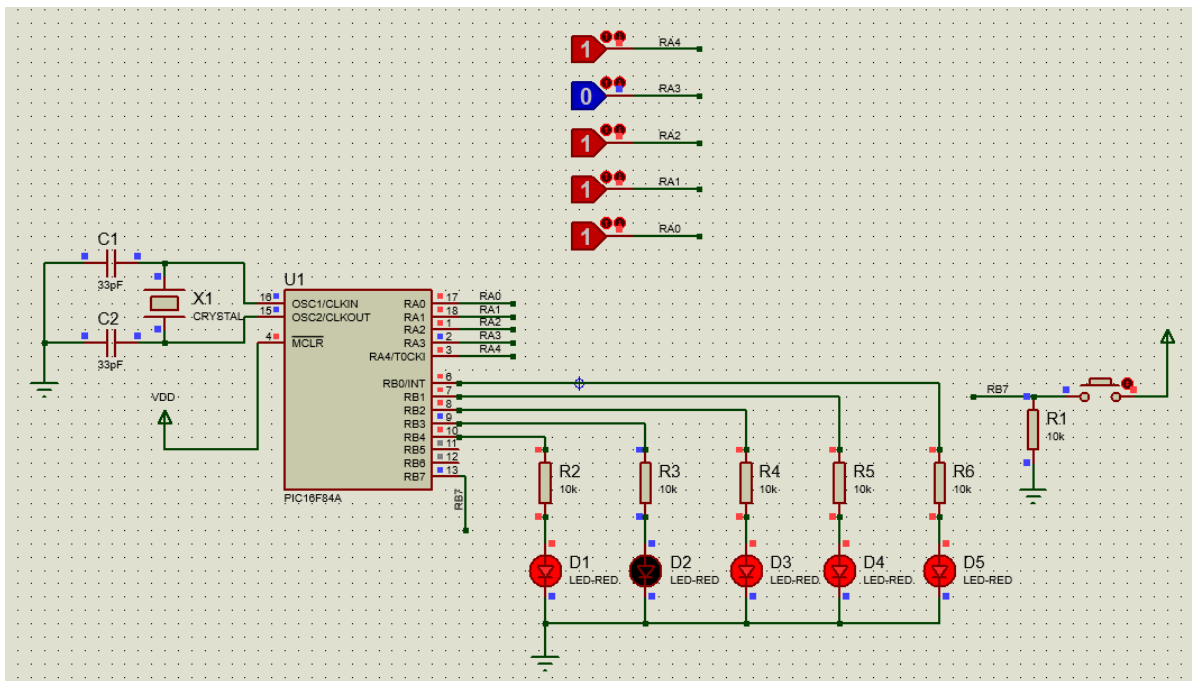 1 RA4
0 RA3
1 RA2
1 RA1
1 RA0
C1
33pF
X1
CRYSTAL
C2
33pF
VDD
U1
16 OSC1/CLKIN
15 OSC2/CLKOUT
4 MCLR
RA0 17 RA0
RA1 18 RA1
RA2 1 RA2
RA3 2 RA3
RA4/T0CKI 3 RA4
RB0/INT 6
RB1 7
RB2 8
RB3 9
RB4 10
RB5 11
RB6 12
RB7 13
PIC16F84A
RB7
RB7
R1
10k
R2
10k
R3
10k
R4
10k
R5
10k
R6
10k
D1
LED-RED
D2
LED-RED
D3
LED-RED
D4
LED-RED
D5
LED-RED